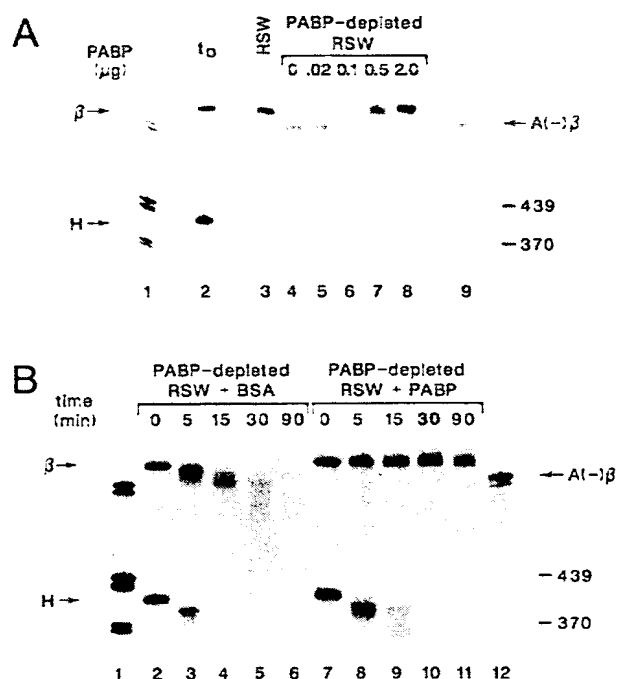 A
PABP-depleted
RSW
PABP
(µg)
t₀
RSW
0 .02 0.1 0.5 2.0
β→
←A(-)β
H→
-439
-370
1 2 3 4 5 6 7 8 9
B
PABP-depleted
RSW + BSA
PABP-depleted
RSW + PABP
time
(min)
0 5 15 30 90 0 5 15 30 90
β→
←A(-)β
-439
H→
-370
1 2 3 4 5 6 7 8 9 10 11 12